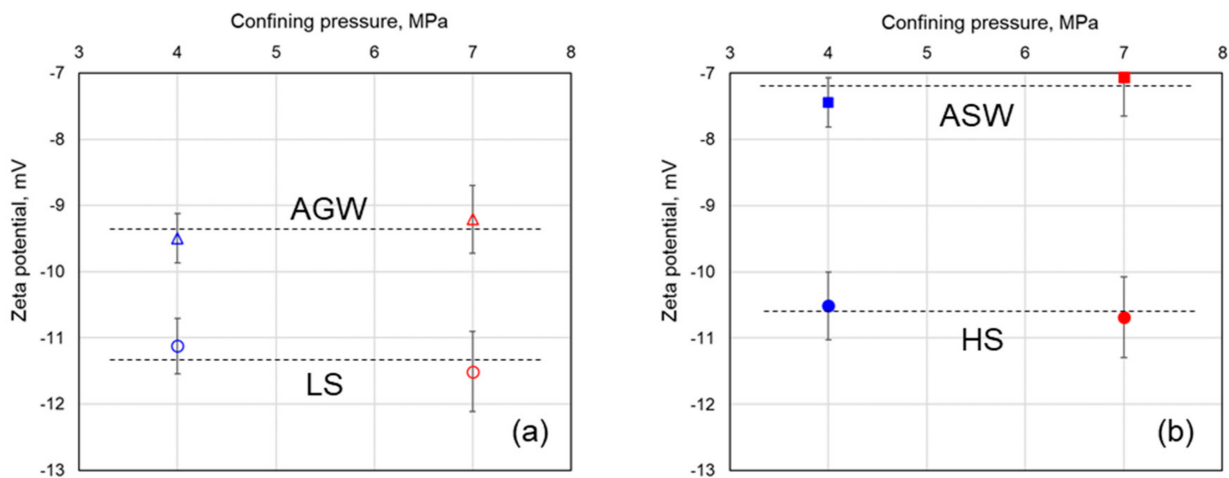 Confining pressure, MPa
3 4 5 6 7 8
-7
-8
-9
-10
-11
-12
-13
Zeta potential, mV
AGW
LS
(a)
Confining pressure, MPa
3 4 5 6 7 8
-7
-8
-9
-10
-11
-12
-13
Zeta potential, mV
ASW
HS
(b)